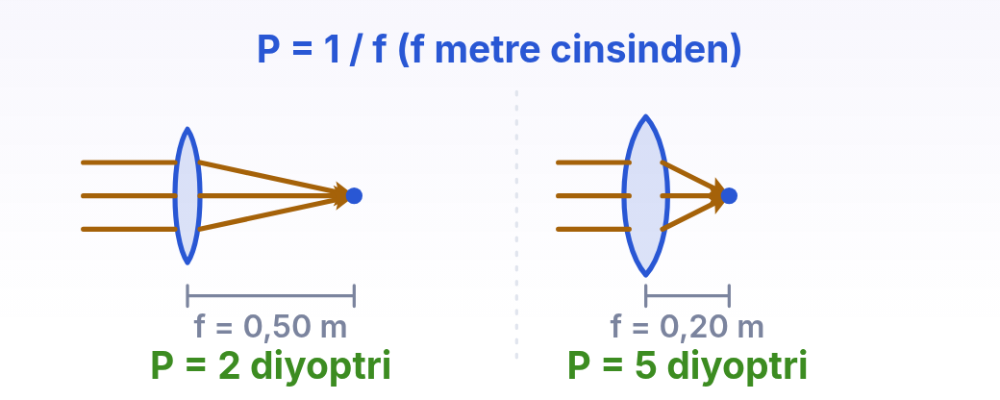 P = 1 / f (f metre cinsinden)
f = 0,50 m
P = 2 diyoptri
f = 0,20 m
P = 5 diyoptri